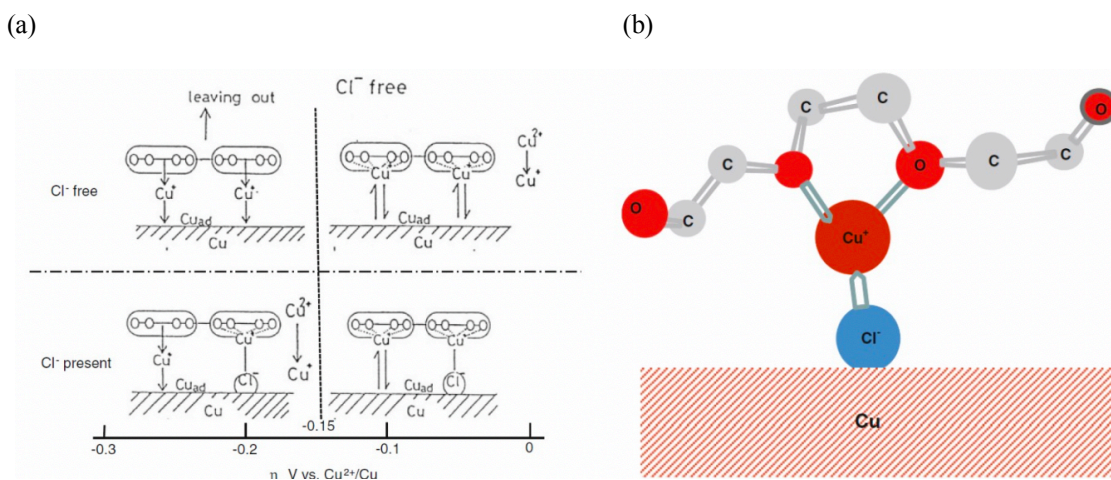 (a)
(b)
leaving out
Cl⁻ free
Cu²⁺
Cu⁺
Cl⁻ free
Cu⁺
Cu⁺
Cu⁺
Cu⁺
Cu_ad
Cu
Cu_ad
Cu
Cl⁻ present
Cu⁺
Cu⁺
Cl⁻
Cu²⁺
Cu⁺
Cu_ad
Cu
Cu⁺
Cu⁺
Cl⁻
Cu_ad
Cu
-0.15
-0.3
-0.2
-0.1
0
η V vs. Cu²⁺/Cu
C
C
O
C
O
C
C
O
C
Cu⁺
Cl⁻
Cu